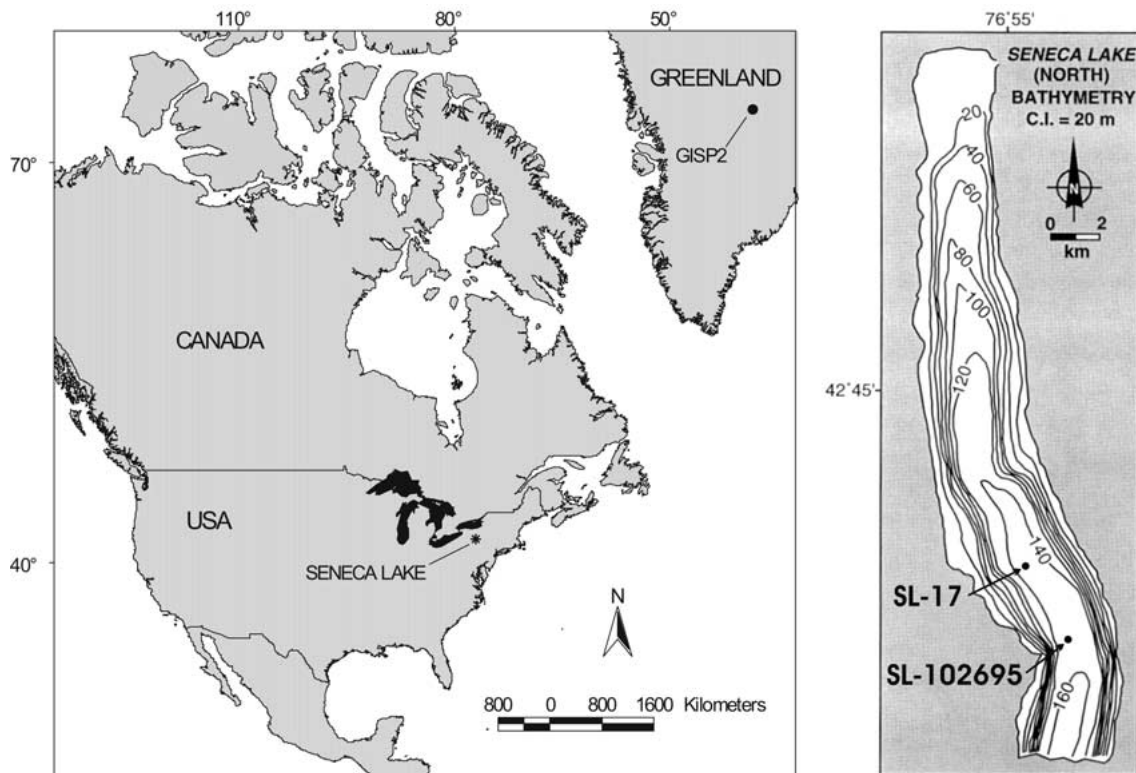 110°
80°
50°
70°
40°
GREENLAND
GISP2
CANADA
USA
SENECA LAKE
N
800 0 800 1600 Kilometers
76°55'
SENECA LAKE
(NORTH)
BATHYMETRY
C.I. = 20 m
N
0 2
km
20
40
60
80
100
120
42°45'
140
SL-17
SL-102695
160